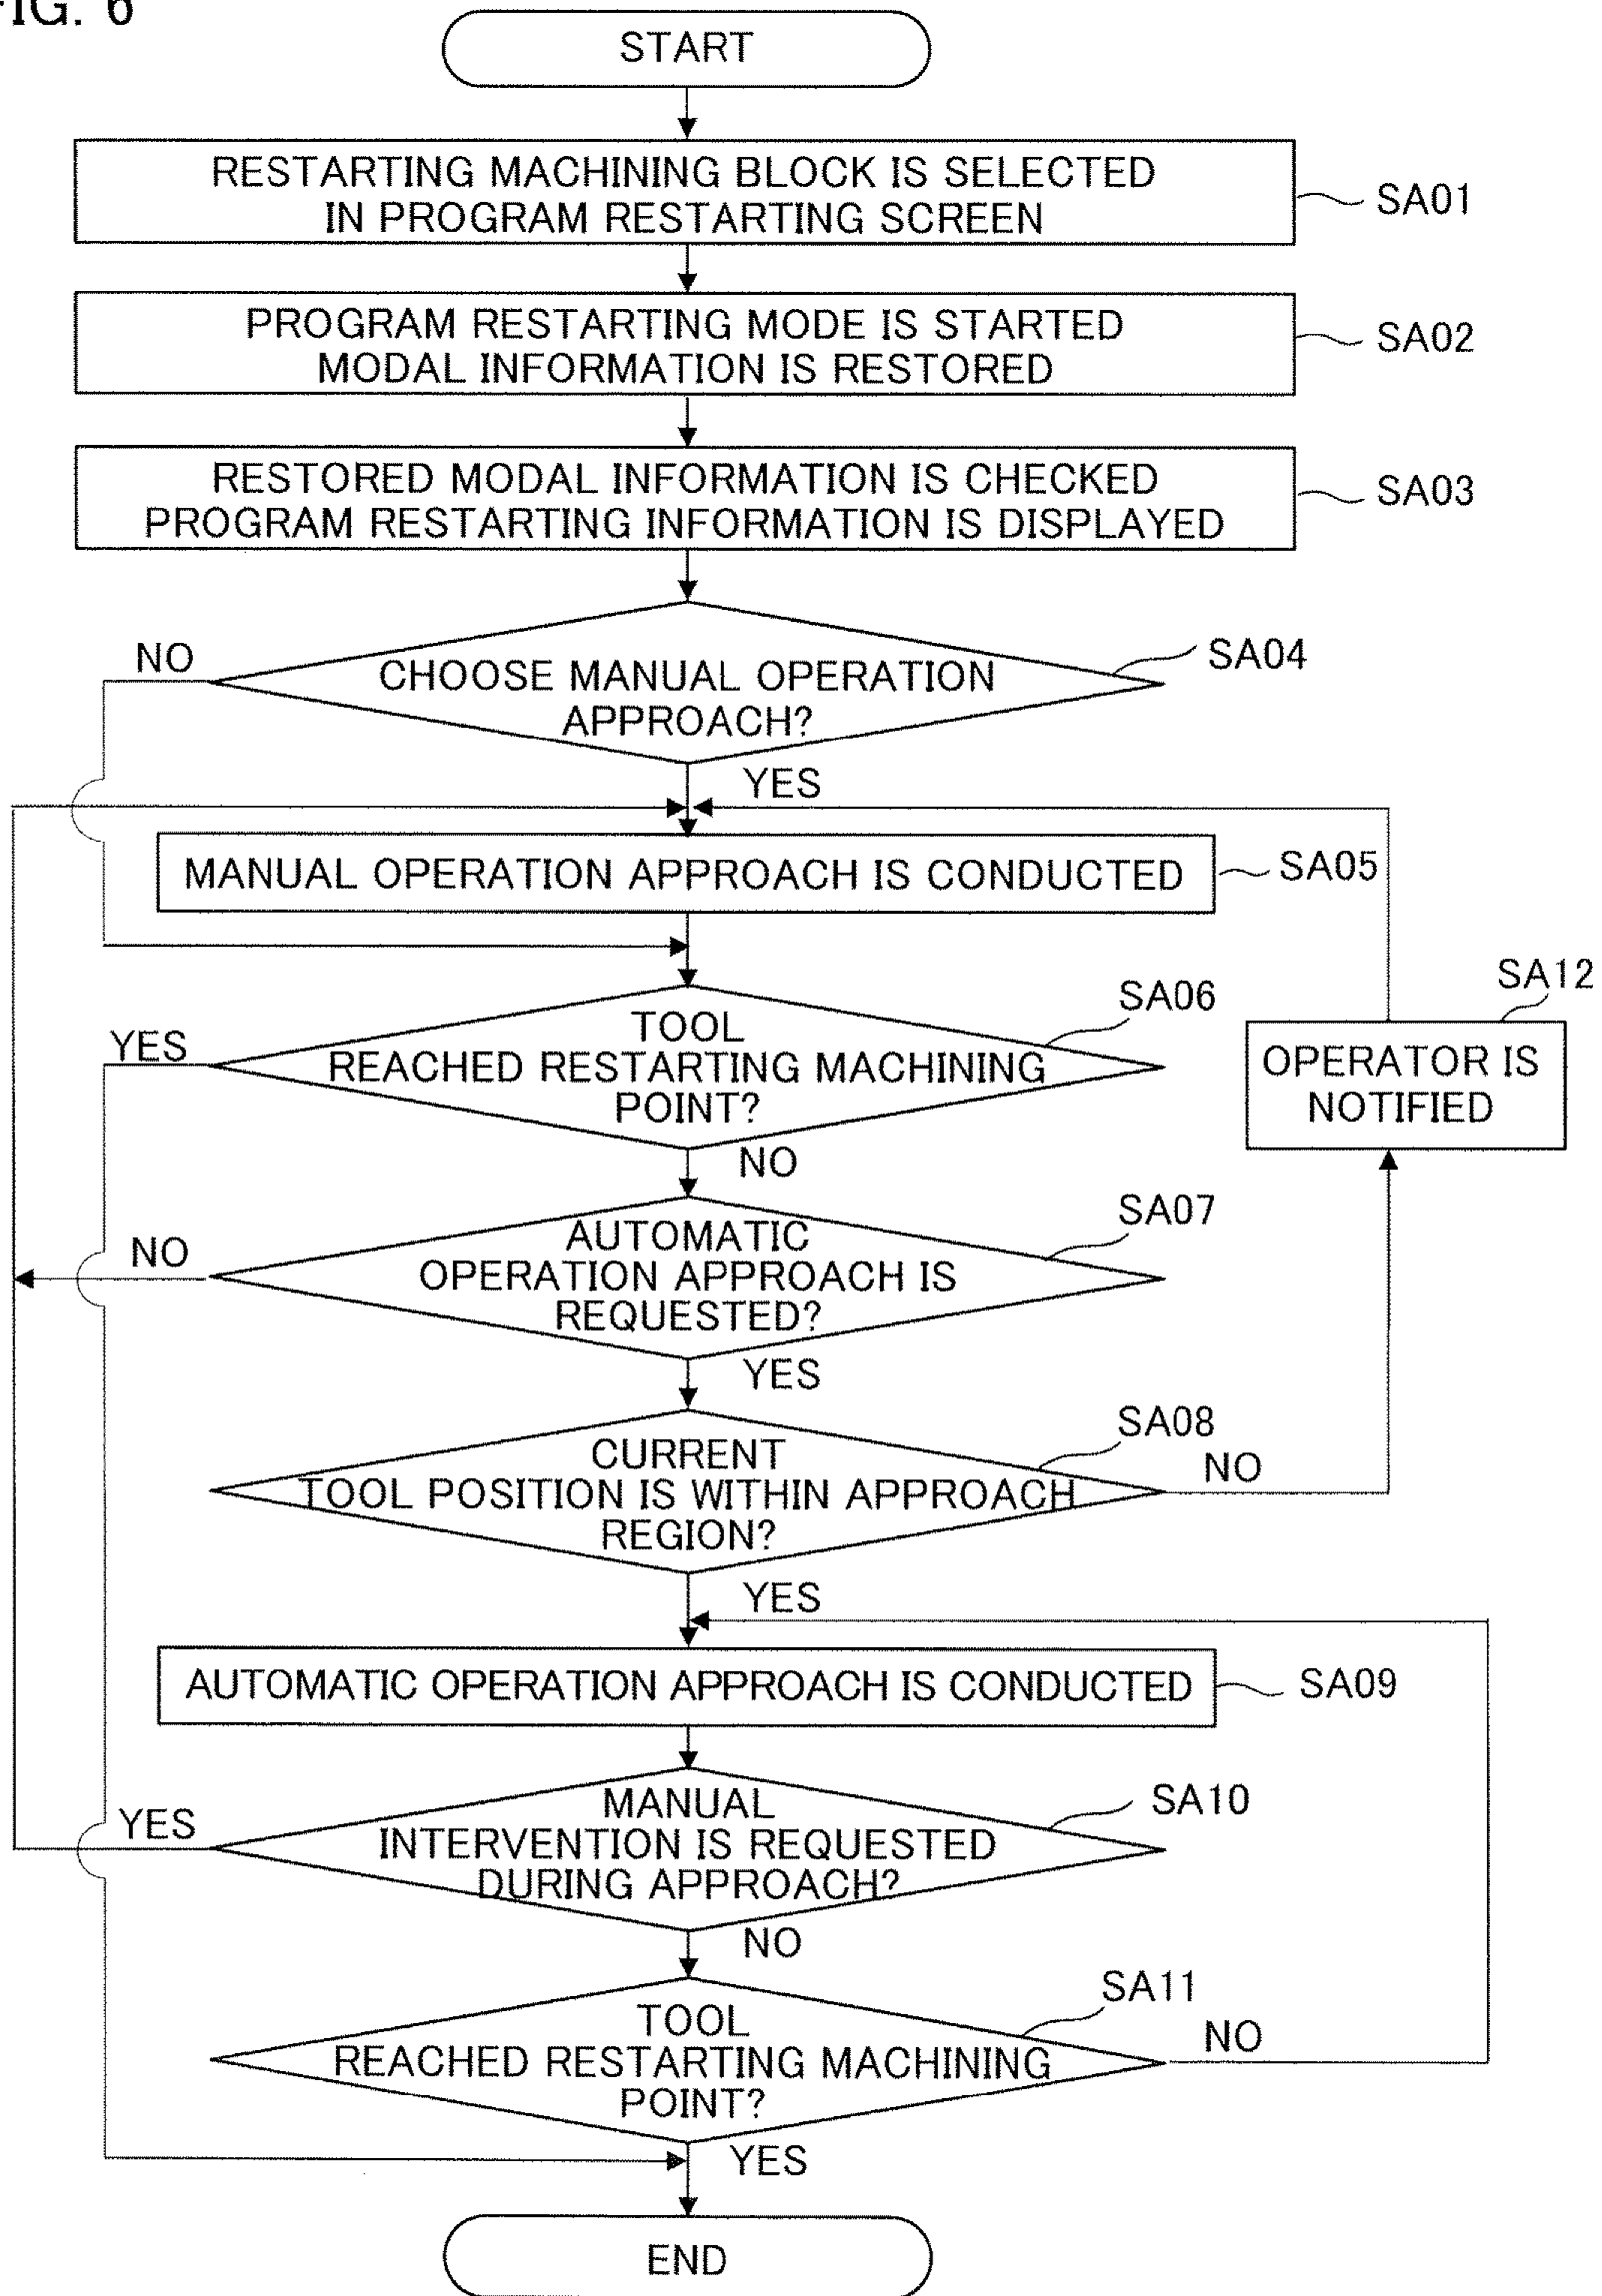 FIG. 6
START
RESTARTING MACHINING BLOCK IS SELECTED
IN PROGRAM RESTARTING SCREEN
SA01
PROGRAM RESTARTING MODE IS STARTED
MODAL INFORMATION IS RESTORED
SA02
RESTORED MODAL INFORMATION IS CHECKED
PROGRAM RESTARTING INFORMATION IS DISPLAYED
SA03
NO
CHOOSE MANUAL OPERATION
APPROACH?
SA04
YES
MANUAL OPERATION APPROACH IS CONDUCTED
SA05
SA12
OPERATOR IS
NOTIFIED
YES
TOOL
REACHED RESTARTING MACHINING
POINT?
SA06
NO
NO
AUTOMATIC
OPERATION APPROACH IS
REQUESTED?
SA07
YES
CURRENT
TOOL POSITION IS WITHIN APPROACH
REGION?
SA08
NO
YES
AUTOMATIC OPERATION APPROACH IS CONDUCTED
SA09
YES
MANUAL
INTERVENTION IS REQUESTED
DURING APPROACH?
SA10
NO
TOOL
REACHED RESTARTING MACHINING
POINT?
SA11
NO
YES
END